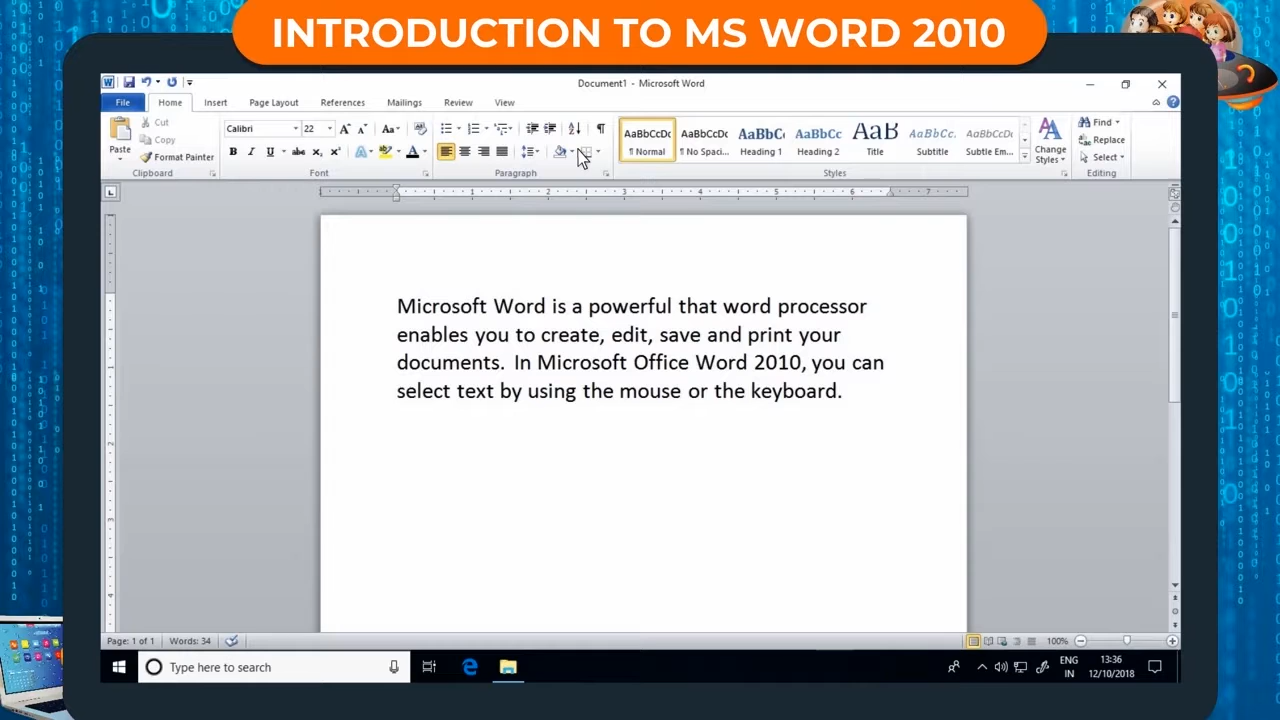 INTRODUCTION TO MS WORD 2010
Document1 - Microsoft Word
File Home Insert Page Layout References Mailings Review View
Cut
Copy
Format Painter
Paste
Clipboard
Calibri 22
Font
Paragraph
AaBbCcDc AaBbCcDc AaBbC AaBbCc AaB AaBbCc. AaBbCcDc
¶ Normal ¶ No Spaci... Heading 1 Heading 2 Title Subtitle Subtle Em...
Styles
Change
Styles
Find
Replace
Select
Editing
Microsoft Word is a powerful that word processor
enables you to create, edit, save and print your
documents. In Microsoft Office Word 2010, you can
select text by using the mouse or the keyboard.
Page: 1 of 1 Words: 34
100%
Type here to search
ENG
IN
13:36
12/10/2018